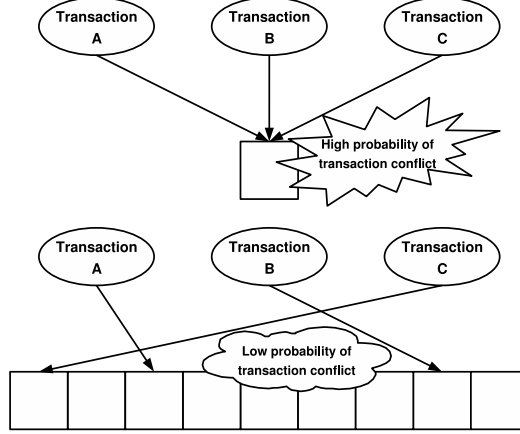 Transaction
A
Transaction
B
Transaction
C
High probability of
transaction conflict
Transaction
A
Transaction
B
Transaction
C
Low probability of
transaction conflict